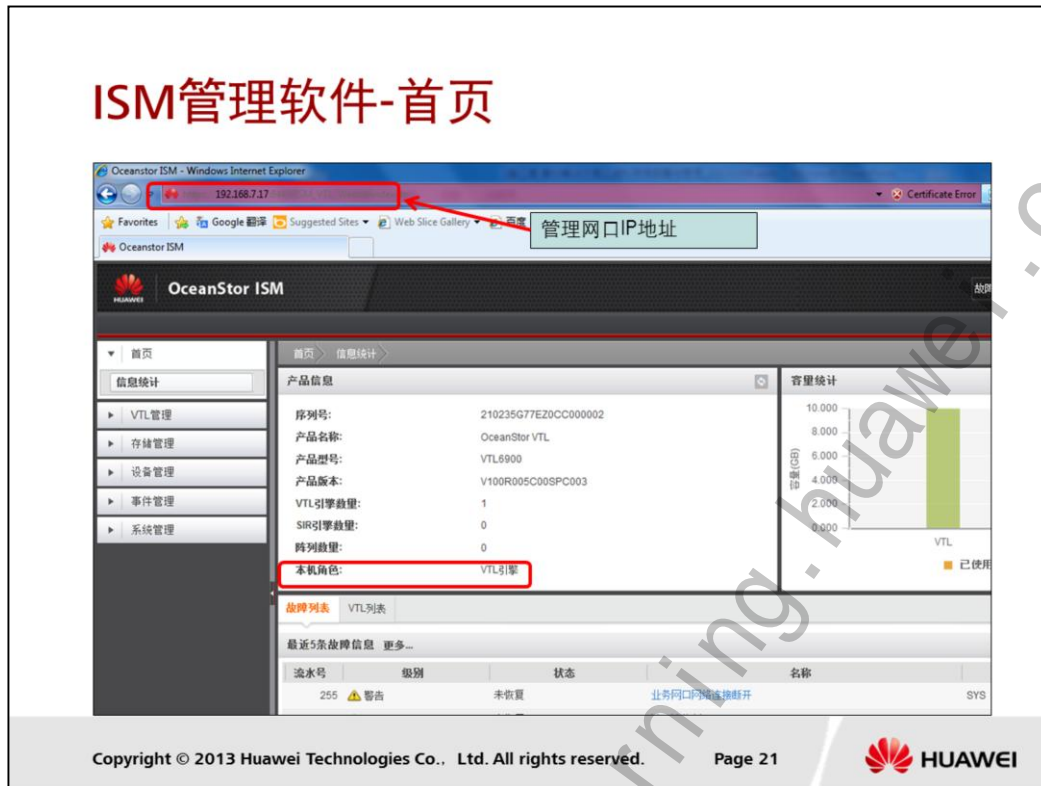 ISM管理软件-首页
Oceanstor ISM - Windows Internet Explorer
192.168.7.17
Certificate Error
Favorites Google 翻译 Suggested Sites Web Slice Gallery 百度
管理网口IP地址
Oceanstor ISM
HUAWEI OceanStor ISM
首页
信息统计
VTL管理
存储管理
设备管理
事件管理
系统管理
首页 信息统计
产品信息
序列号: 210235G77EZ0CC000002
产品名称: OceanStor VTL
产品型号: VTL6900
产品版本: V100R005C00SPC003
VTL引擎数量: 1
SIR引擎数量: 0
阵列数量: 0
本机角色: VTL引擎
容量统计
容量(GB)
10.000
8.000
6.000
4.000
2.000
0.000
VTL
已使用
故障列表 VTL列表
最近5条故障信息 更多...
流水号 级别 状态 名称
255 警告 未恢复 业务网口网络连接断开 SYS
Copyright © 2013 Huawei Technologies Co., Ltd. All rights reserved. Page 21
HUAWEI